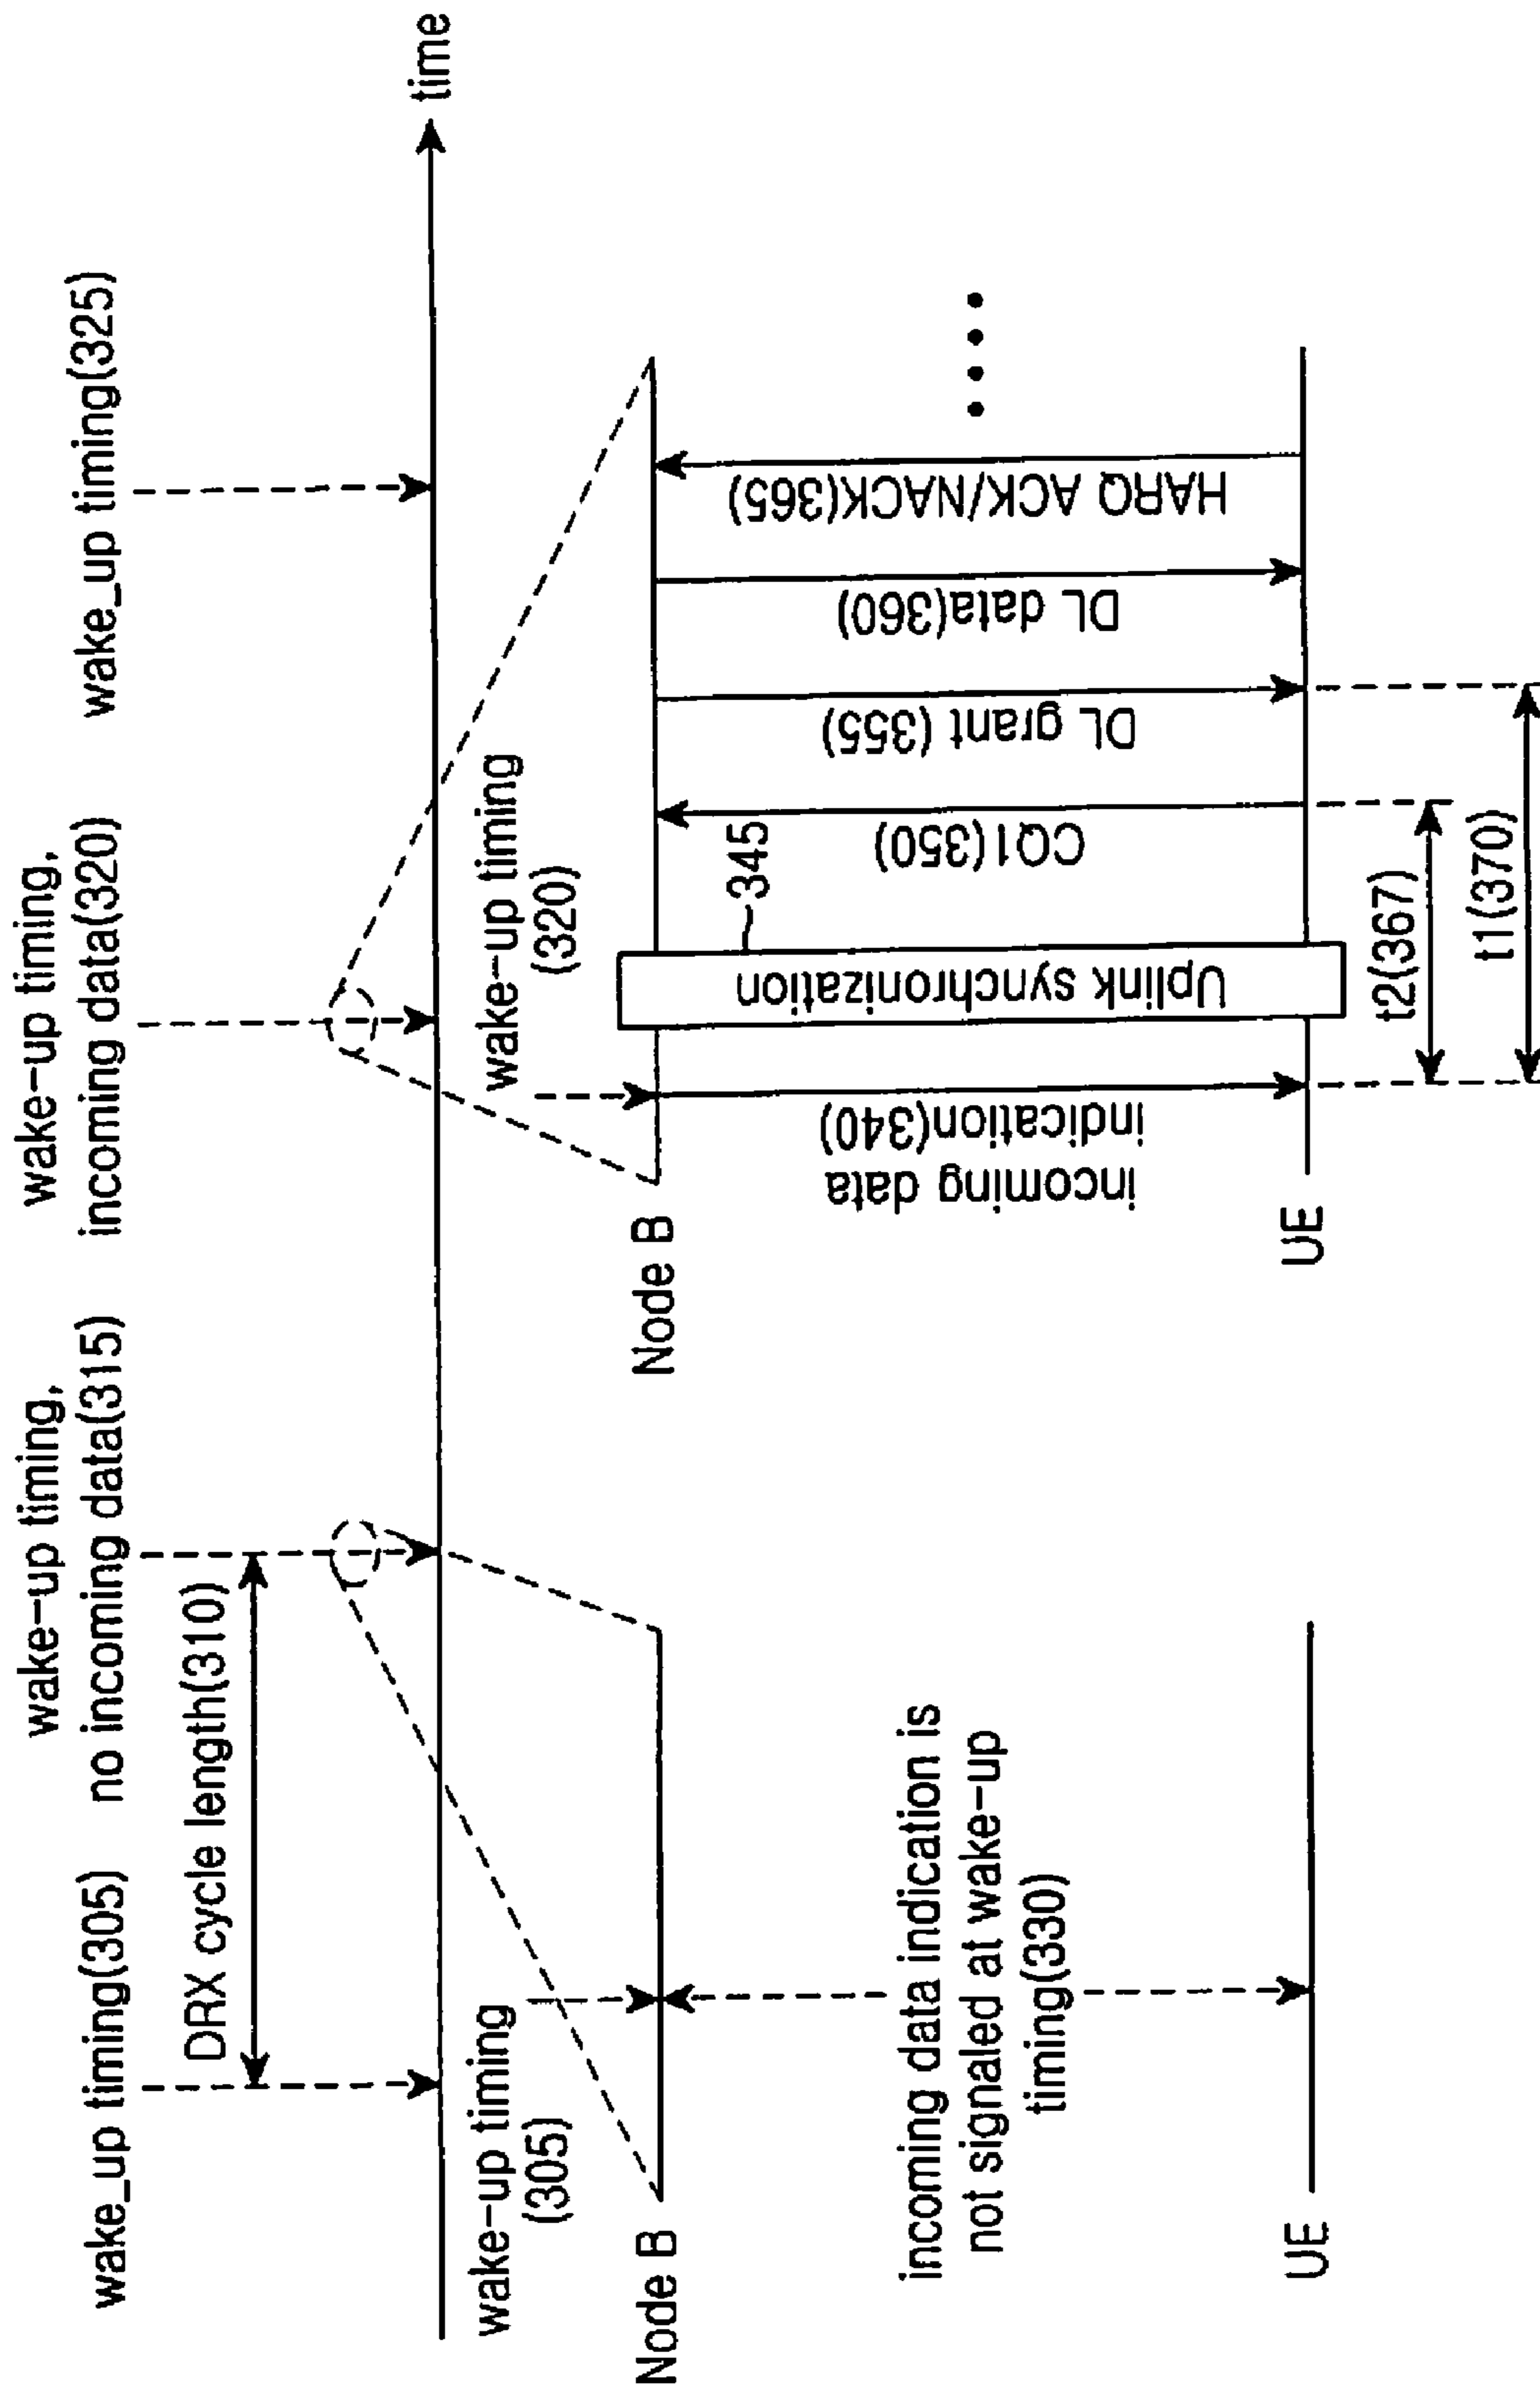 wake_up timing(305)
wake-up timing,
no incoming data(315)
wake-up timing,
incoming data(320)
wake_up timing(325)
DRX cycle length(310)
time
wake-up timing
(305)
wake-up timing
(320)
Node B
incoming data indication is
not signaled at wake-up
timing(330)
UE
Node B
incoming data
indication(340)
Uplink synchronization
345
CQ1(350)
DL grant (355)
DL data(360)
HARQ ACK/NACK(365)
UE
t2(367)
t1(370)